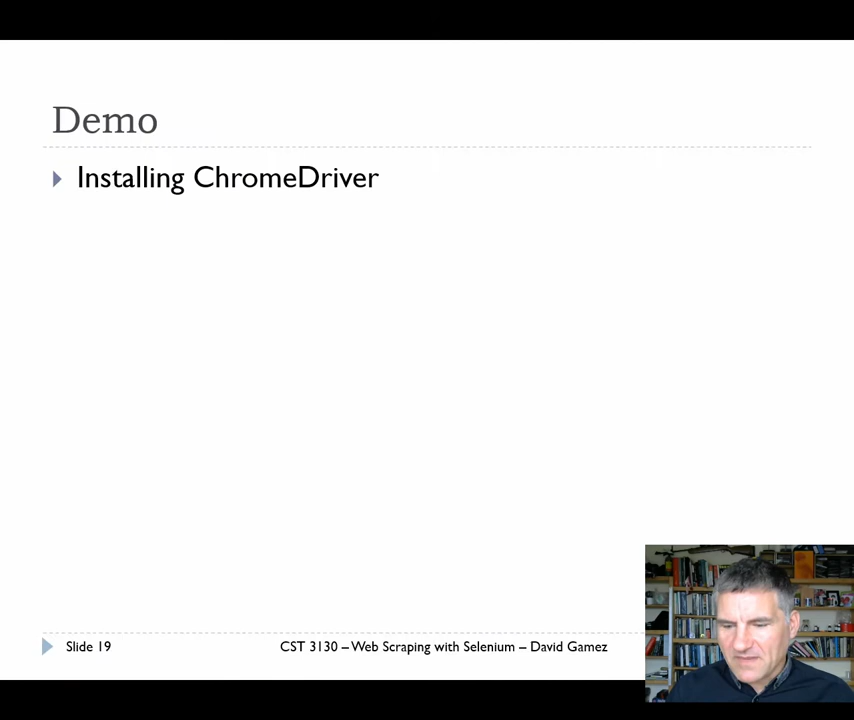 Demo
Installing ChromeDriver
Slide 19
CST 3130 – Web Scraping with Selenium – David Gamez